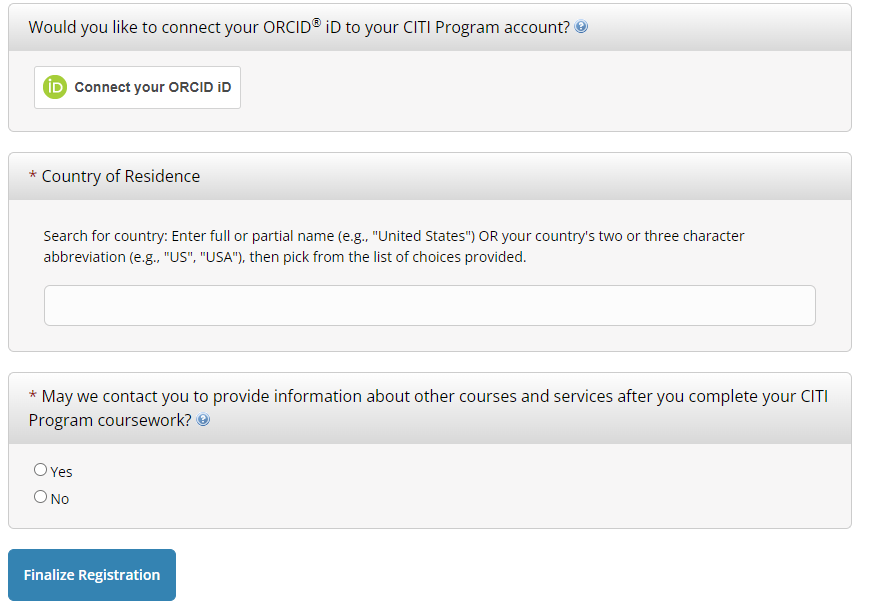 Would you like to connect your ORCID® iD to your CITI Program account?
iD Connect your ORCID iD
* Country of Residence
Search for country: Enter full or partial name (e.g., "United States") OR your country's two or three character
abbreviation (e.g., "US", "USA"), then pick from the list of choices provided.
* May we contact you to provide information about other courses and services after you complete your CITI
Program coursework?
Yes
No
Finalize Registration